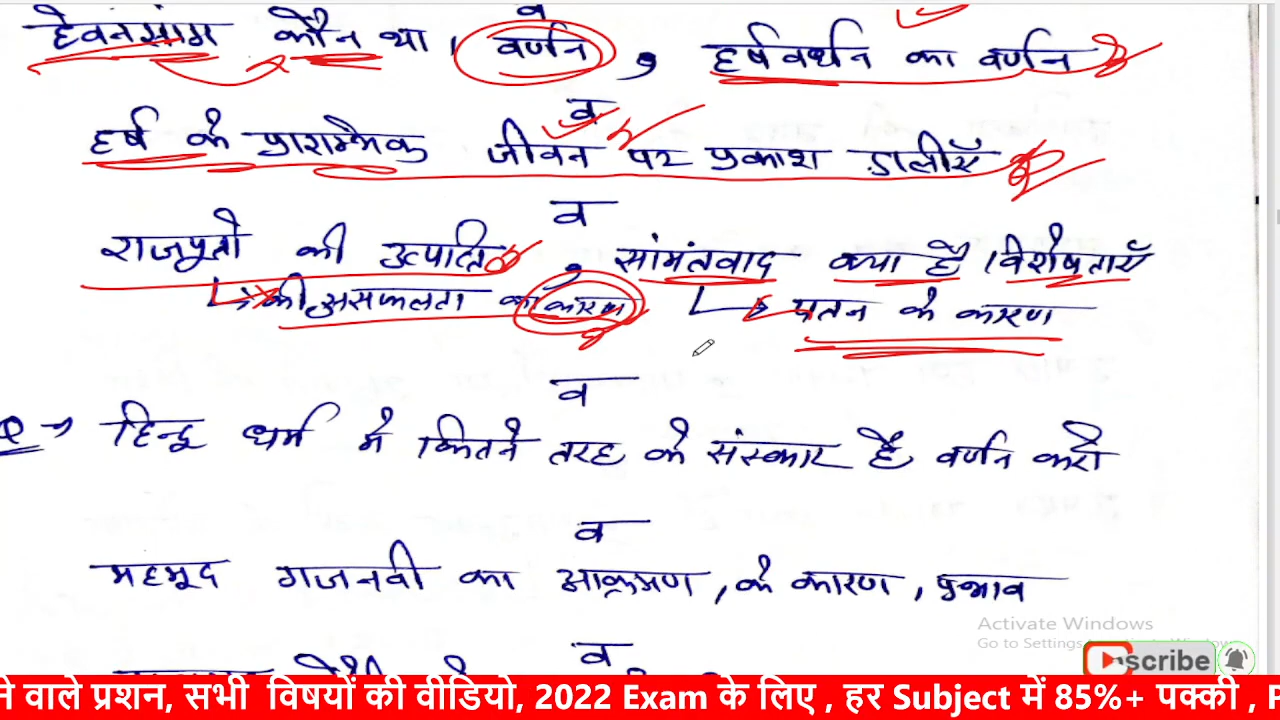 व
हेवनसांग कौन था। वर्णन, हर्षवर्धन का वर्णन
व
हर्ष के प्रारम्भिक जीवन पर प्रकाश डालीऍ
व
राजपूतो की उत्पति, सांमंतवाद क्या है। विशेषताऍ
की असफलता का कारण पतन के कारण
व
Q → हिन्दू धर्म मे कितने तरह के संस्कार है वर्णन करो
व
महमूद गजनवी का आक्रमण, के कारण, प्रभाव
व
Activate Windows
Go to Settings
scribe
ने वाले प्रशन, सभी विषयों की वीडियो, 2022 Exam के लिए , हर Subject में 85%+ पक्की ,